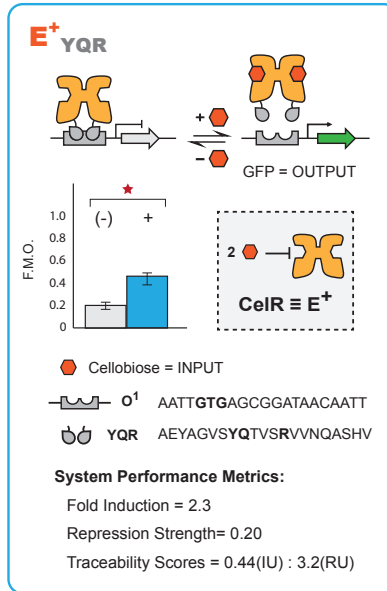 E+ YQR
+
−
GFP = OUTPUT
F.M.O.
1.0
0.8
0.6
0.4
0.2
0
(-) +
2
CelR ≡ E+
Cellobiose = INPUT
O1 AATTGTGAGCGGATAACAATT
YQR AEYAGVSYQTVSRVVNQASHV
System Performance Metrics:
Fold Induction = 2.3
Repression Strength= 0.20
Traceability Scores = 0.44(IU) : 3.2(RU)